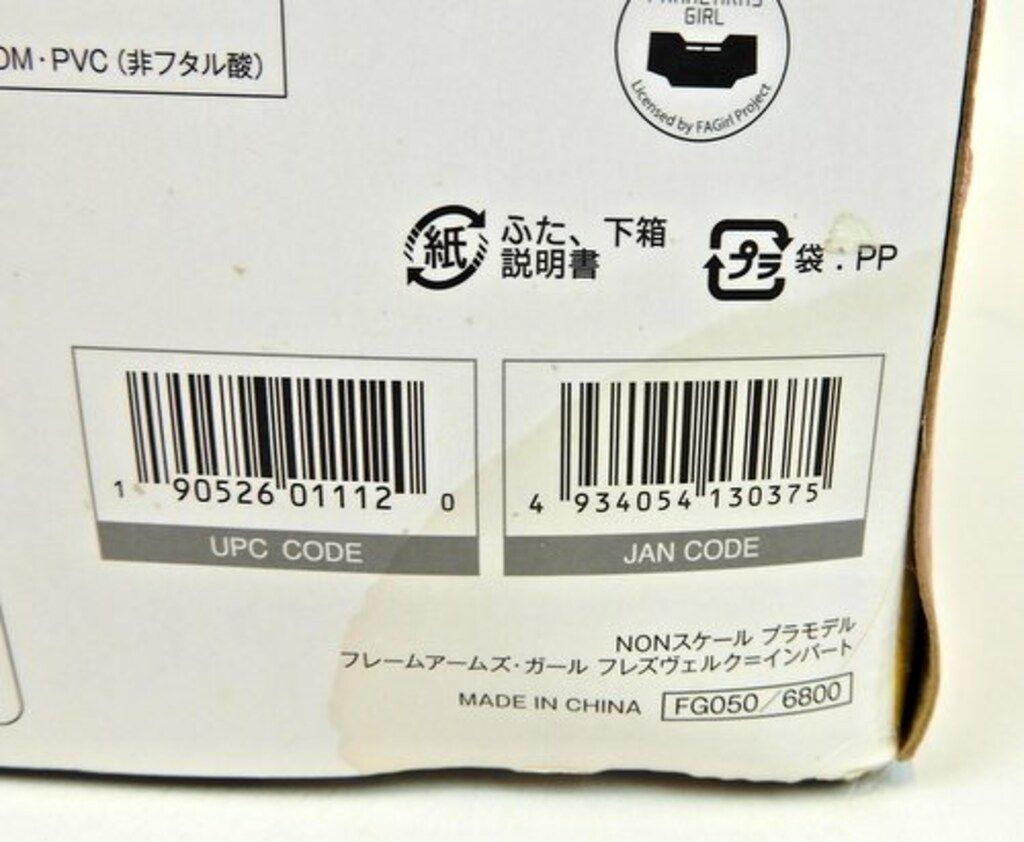 GIRL
Licensed by FAGirl Project
DM・PVC（非フタル酸）
紙 ふた、下箱
説明書
プラ 袋：PP
1 90526 01112 0
UPC CODE
4 934054 130375
JAN CODE
NONスケール プラモデル
フレームアームズ・ガール フレズヴェルク＝インバート
MADE IN CHINA FG050／6800